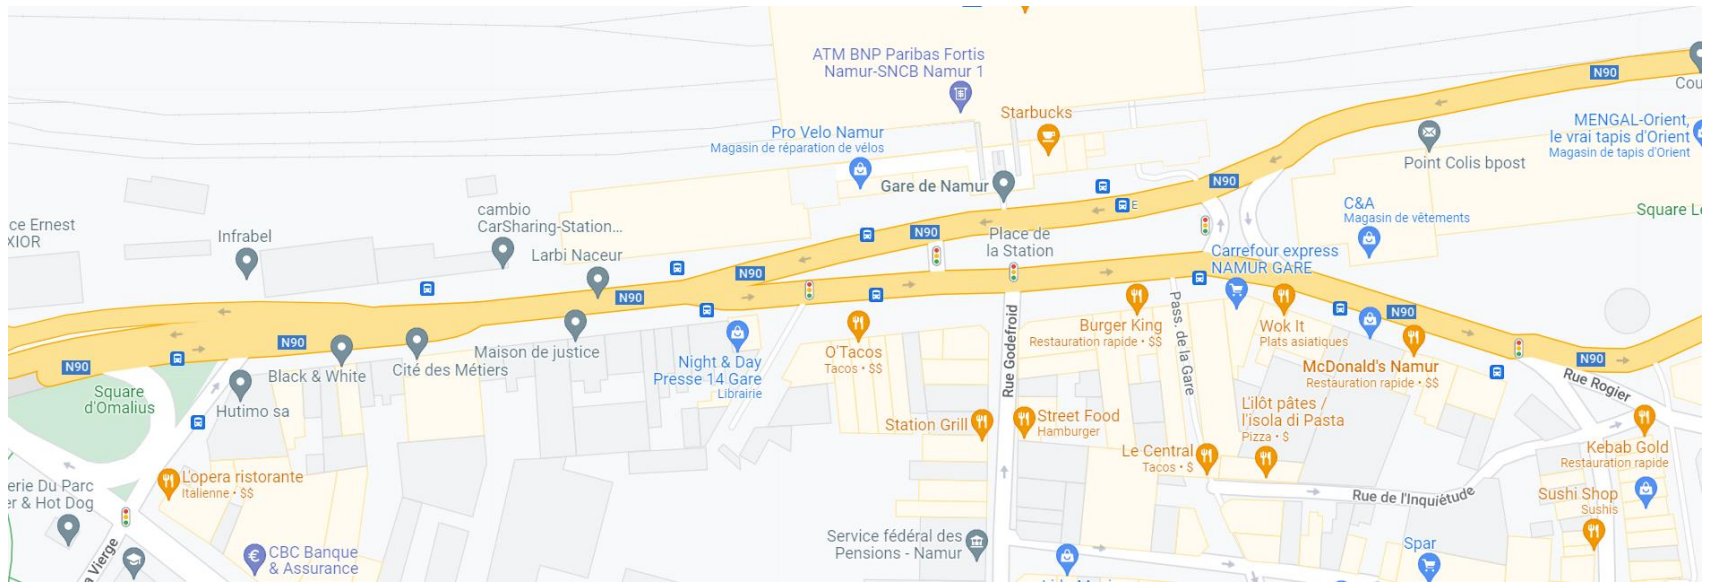 ATM BNP Paribas Fortis
Namur-SNCB Namur 1
N90
Cou
Starbucks
MENGAL-Orient,
le vrai tapis d'Orient
Magasin de tapis d'Orient
Pro Velo Namur
Magasin de réparation de vélos
Point Colis bpost
Gare de Namur
N90
E
C&A
Magasin de vêtements
Square Le
cambio
CarSharing-Station...
ce Ernest
XIOR
Infrabel
N90
Place de
la Station
Larbi Naceur
Carrefour express
NAMUR GARE
N90
N90
N90
Burger King
Restauration rapide • $$
Pass. de la Gare
Wok It
Plats asiatiques
N90
Black & White
Cité des Métiers
Maison de justice
Night & Day
Presse 14 Gare
Librairie
O'Tacos
Tacos • $$
Rue Godefroid
McDonald's Namur
Restauration rapide • $$
N90
N90
Rue Rogier
Square
d'Omalius
Hutimo sa
Station Grill
Street Food
Hamburger
L'ilôt pâtes /
l'isola di Pasta
Pizza • $
Le Central
Tacos • $
Kebab Gold
Restauration rapide
L'opera ristorante
Italienne • $$
erie Du Parc
er & Hot Dog
Rue de l'Inquiétude
Sushi Shop
Sushis
Service fédéral des
Pensions - Namur
Spar
a Vierge
CBC Banque
& Assurance